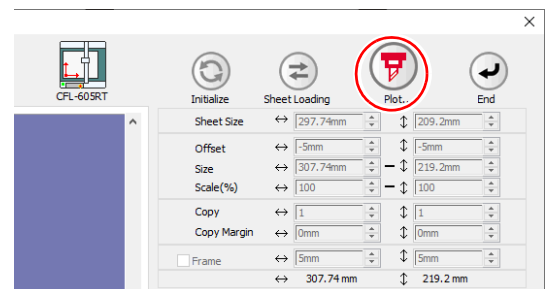 CFL-605RT
Initialize Sheet Loading Plot.. End
Sheet Size 297.74mm 209.2mm
Offset -5mm -5mm
Size 307.74mm 219.2mm
Scale(%) 100 100
Copy 1 1
Copy Margin 0mm 0mm
Frame 5mm 5mm
307.74 mm 219.2 mm